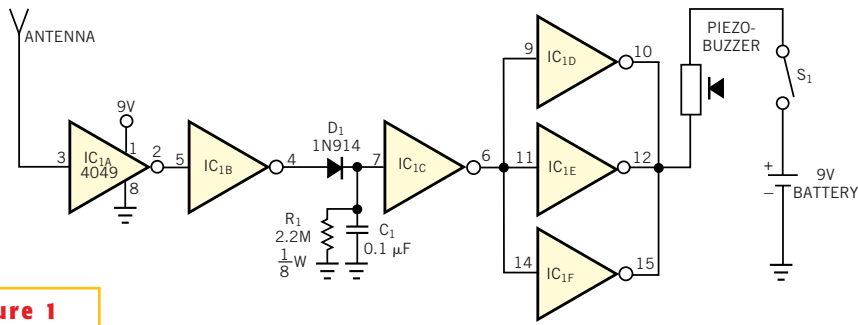 ANTENNA
9V
3
IC1A
4049
1
2
8
5
IC1B
4
D1
1N914
7
IC1C
6
R1
2.2M
1/8 W
C1
0.1 µF
9
IC1D
10
11
IC1E
12
14
IC1F
15
PIEZO-
BUZZER
S1
+
−
9V
BATTERY
ure 1